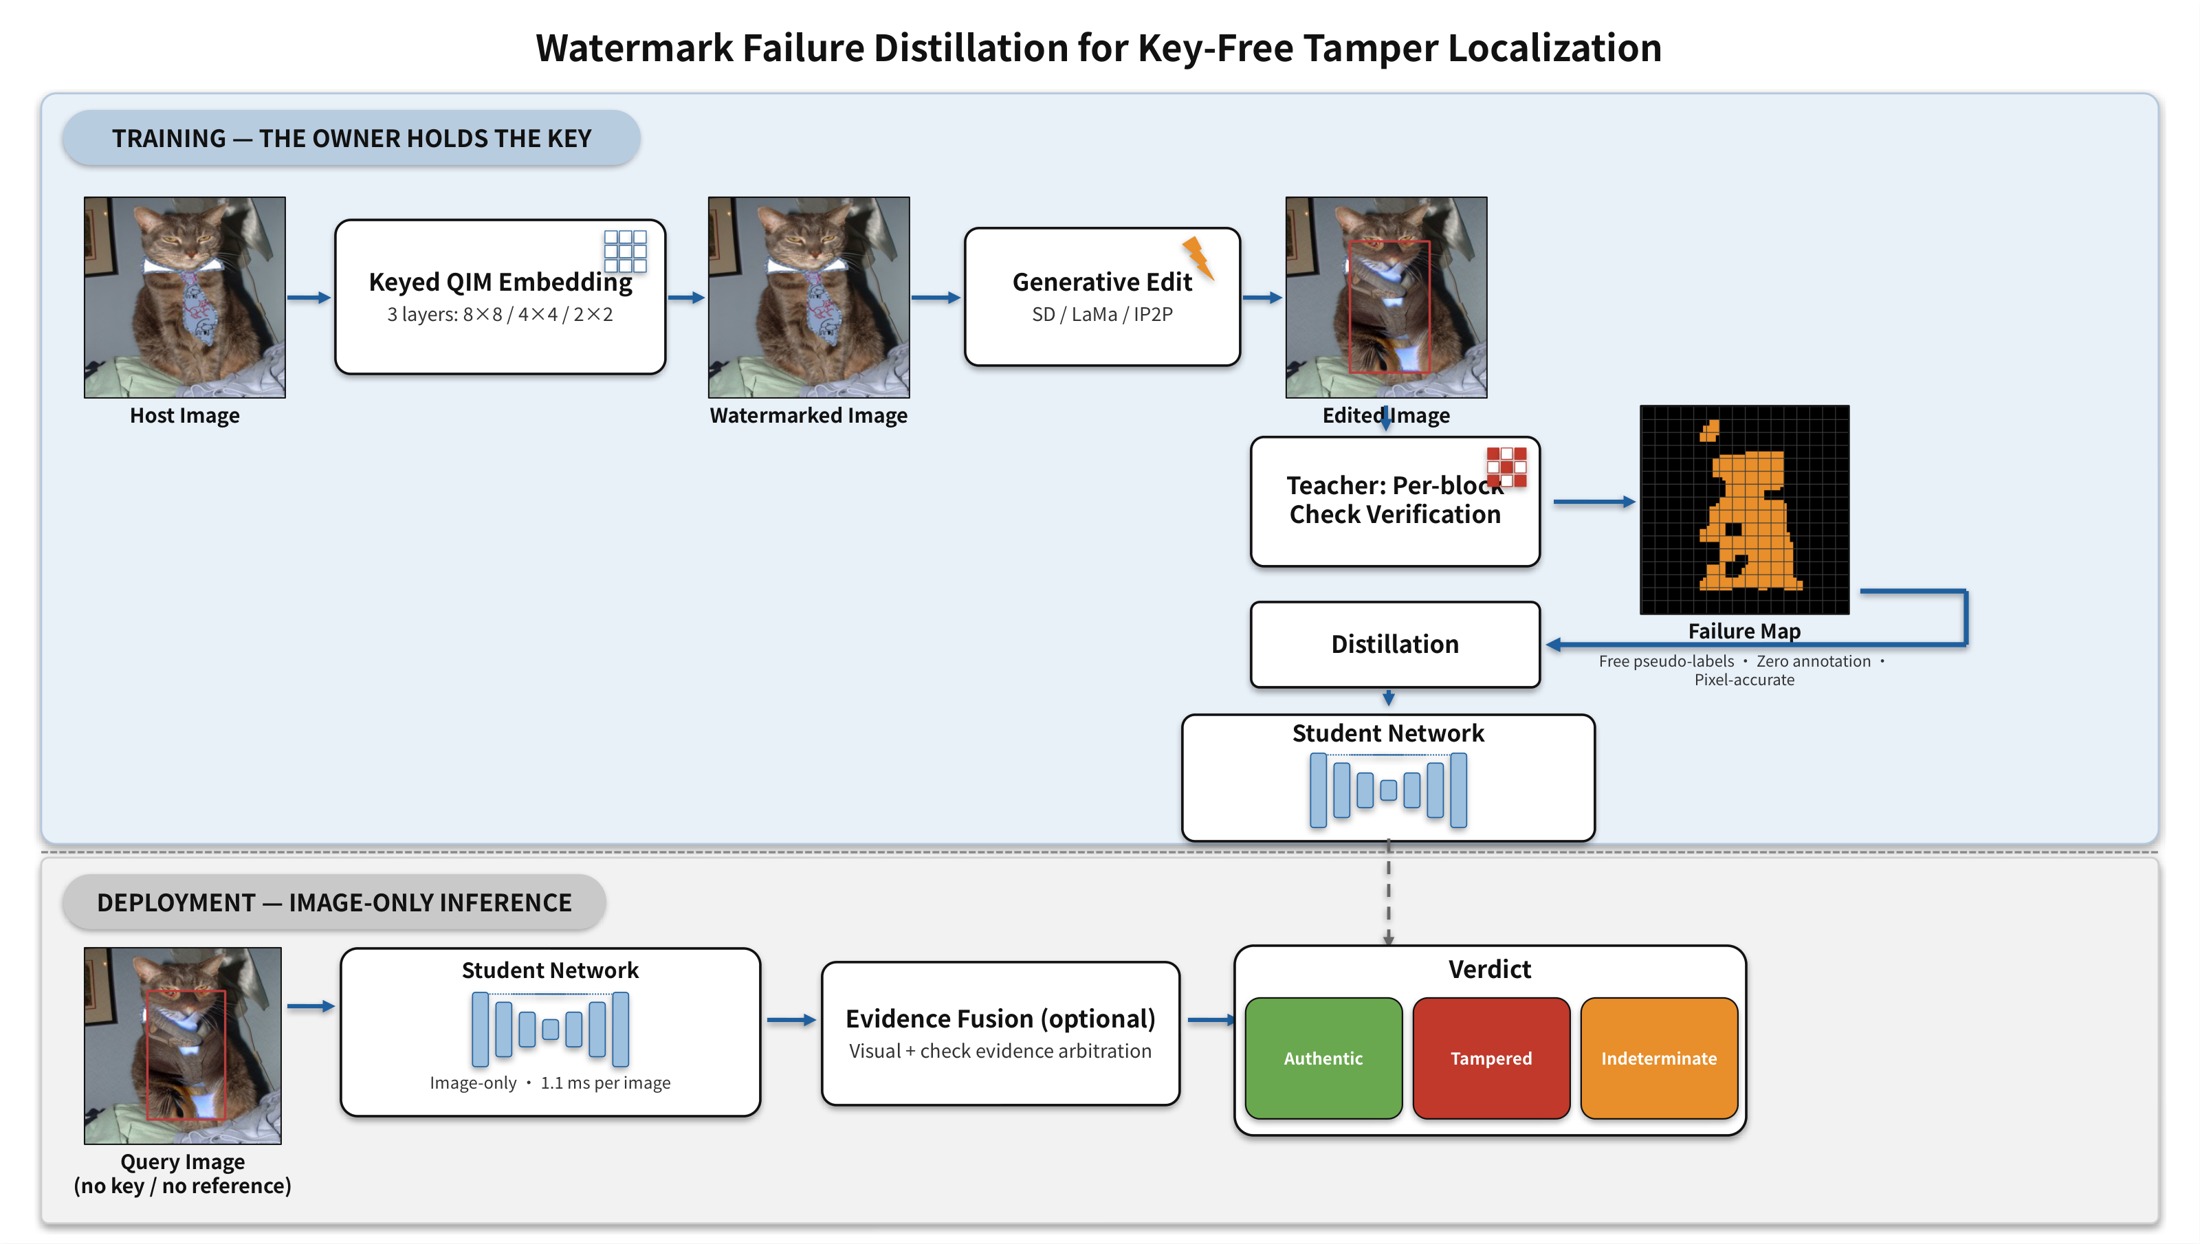 Watermark Failure Distillation for Key-Free Tamper Localization
TRAINING — THE OWNER HOLDS THE KEY
Host Image
Keyed QIM Embedding
3 layers: 8×8 / 4×4 / 2×2
Watermarked Image
Generative Edit
SD / LaMa / IP2P
Edited Image
Teacher: Per-block
Check Verification
Failure Map
Free pseudo-labels • Zero annotation •
Pixel-accurate
Distillation
Student Network
DEPLOYMENT — IMAGE-ONLY INFERENCE
Query Image
(no key / no reference)
Student Network
Image-only • 1.1 ms per image
Evidence Fusion (optional)
Visual + check evidence arbitration
Verdict
Authentic
Tampered
Indeterminate